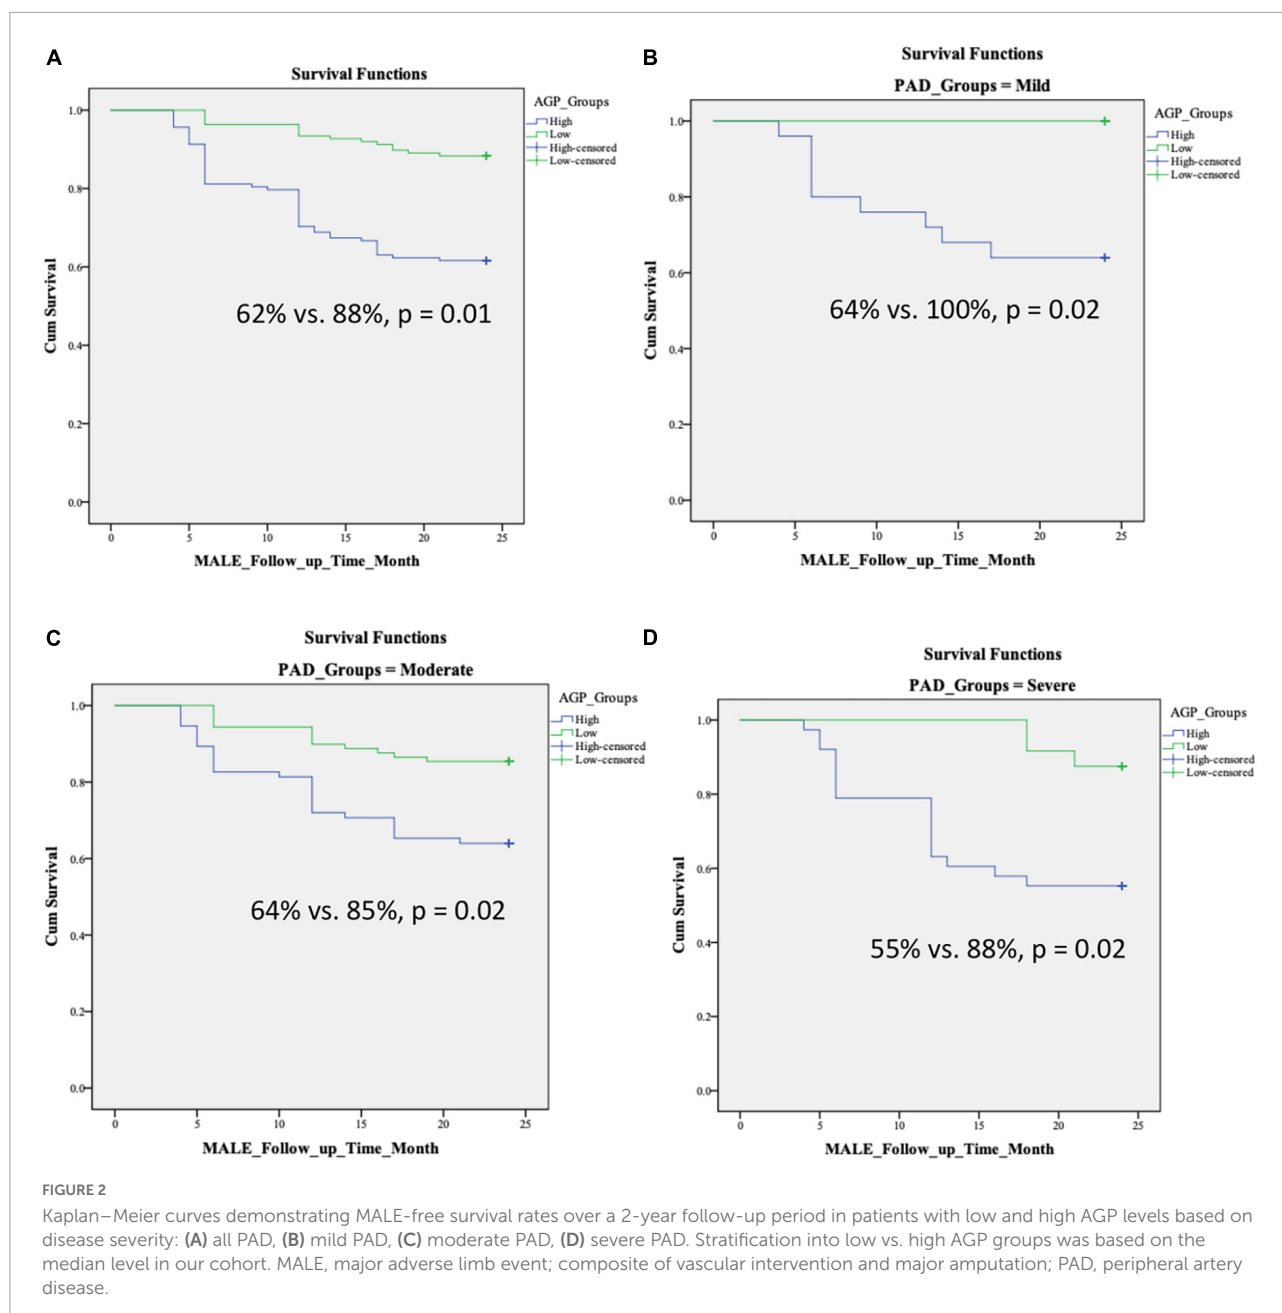 A
Survival Functions
1.0
0.8
0.6
0.4
0.2
0.0
0 5 10 15 20 25
Cum Survival
MALE_Follow_up_Time_Month
62% vs. 88%, p = 0.01
AGP_Groups
High
Low
High-censored
Low-censored
B
Survival Functions
PAD_Groups = Mild
1.0
0.8
0.6
0.4
0.2
0.0
0 5 10 15 20 25
Cum Survival
MALE_Follow_up_Time_Month
64% vs. 100%, p = 0.02
AGP_Groups
High
Low
High-censored
Low-censored
C
Survival Functions
PAD_Groups = Moderate
1.0
0.8
0.6
0.4
0.2
0.0
0 5 10 15 20 25
Cum Survival
MALE_Follow_up_Time_Month
64% vs. 85%, p = 0.02
AGP_Groups
High
Low
High-censored
Low-censored
D
Survival Functions
PAD_Groups = Severe
1.0
0.8
0.6
0.4
0.2
0.0
0 5 10 15 20 25
Cum Survival
MALE_Follow_up_Time_Month
55% vs. 88%, p = 0.02
AGP_Groups
High
Low
High-censored
Low-censored
FIGURE 2
Kaplan–Meier curves demonstrating MALE-free survival rates over a 2-year follow-up period in patients with low and high AGP levels based on
disease severity: (A) all PAD, (B) mild PAD, (C) moderate PAD, (D) severe PAD. Stratification into low vs. high AGP groups was based on the
median level in our cohort. MALE, major adverse limb event; composite of vascular intervention and major amputation; PAD, peripheral artery
disease.